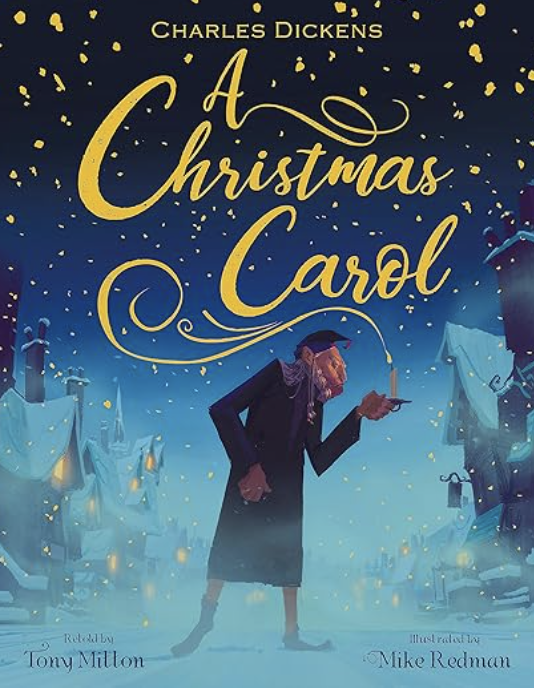 CHARLES DICKENS
A
Christmas
Carol
Retold by
Tony Mitton
Illustrated by
Mike Redman